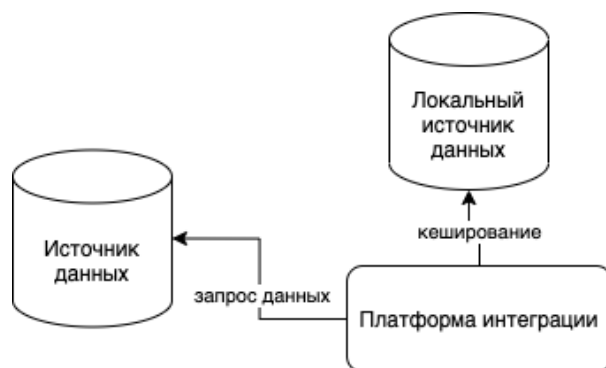 Локальный
источник
данных
кеширование
Источник
данных
запрос данных
Платформа интеграции